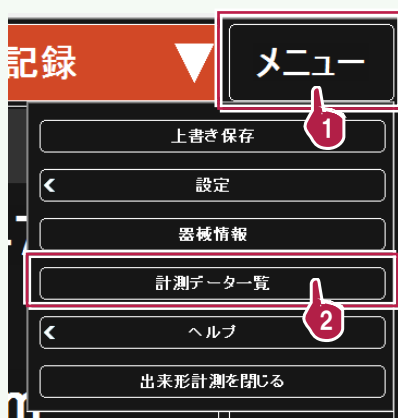 記録 ▼ メニュー
1
上書き保存
設定
器械情報
計測データ一覧
2
ヘルプ
出来形計測を閉じる
m